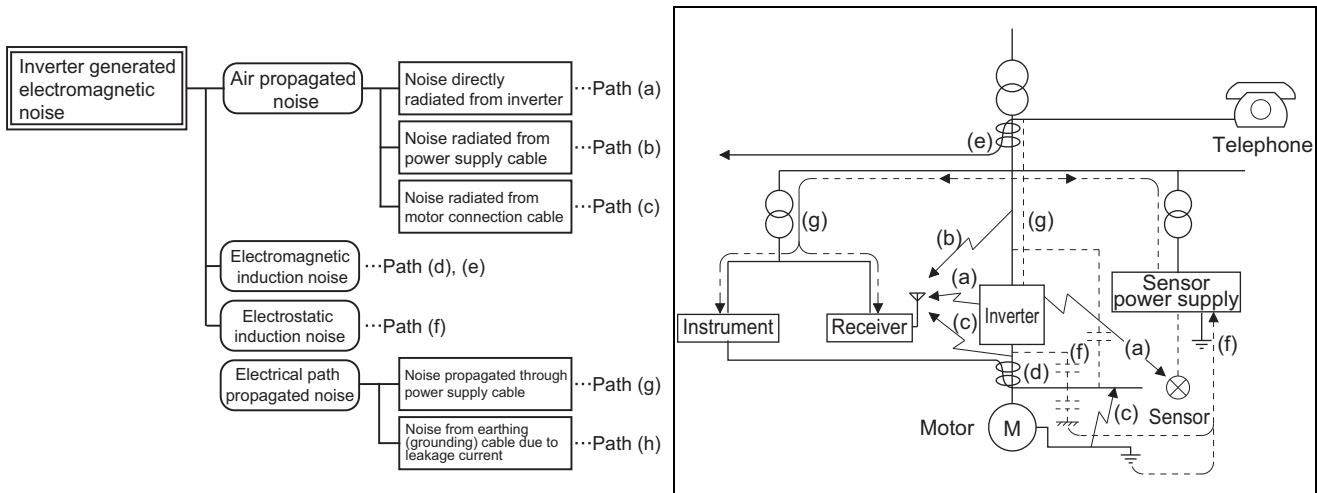 Inverter generated
electromagnetic
noise
Air propagated
noise
Noise directly
radiated from inverter
···Path (a)
Noise radiated from
power supply cable
···Path (b)
Noise radiated from
motor connection cable
···Path (c)
Electromagnetic
induction noise
···Path (d), (e)
Electrostatic
induction noise
···Path (f)
Electrical path
propagated noise
Noise propagated through
power supply cable
···Path (g)
Noise from earthing
(grounding) cable due to
leakage current
···Path (h)
Telephone
(e)
(g)
(g)
(b)
(a)
Sensor
power supply
Instrument
Receiver
Inverter
(c)
(f)
(a)
(f)
(d)
(c)
Sensor
Motor
M